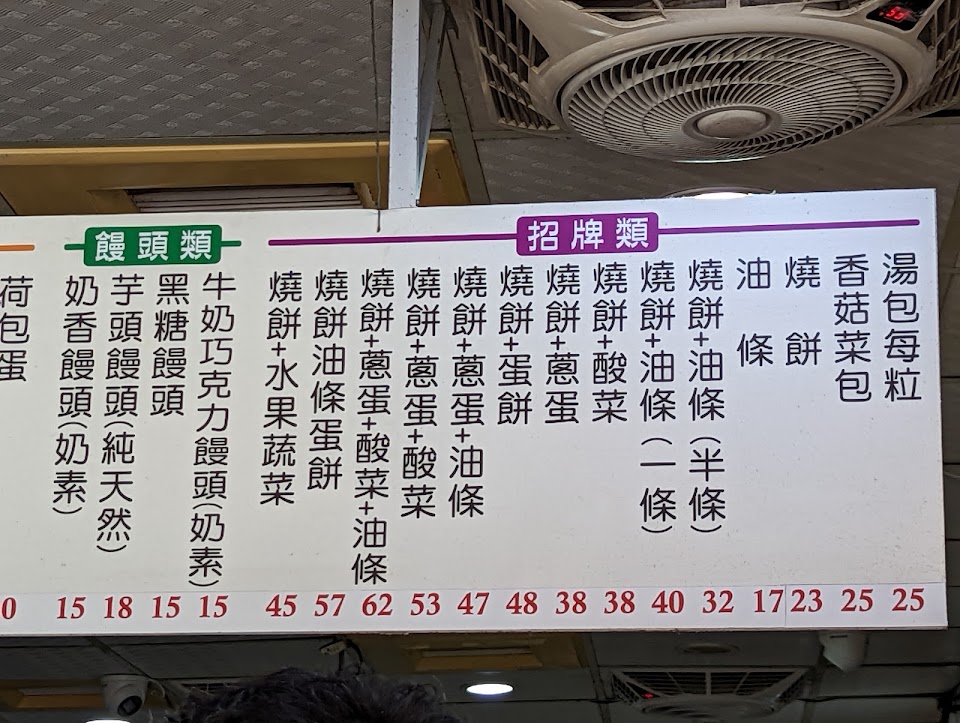 招牌類
湯包每粒 25
香菇菜包 25
燒餅 23
油條 17
燒餅+油條(半條) 32
燒餅+油條(一條) 40
燒餅+酸菜 38
燒餅+蔥蛋 38
燒餅+蛋餅 48
燒餅+蔥蛋+油條 47
燒餅+蔥蛋+酸菜 53
燒餅+蔥蛋+酸菜+油條 62
燒餅油條蛋餅 57
燒餅+水果蔬菜 45
饅頭類
牛奶巧克力饅頭(奶素) 15
黑糖饅頭 15
芋頭饅頭(純天然) 18
奶香饅頭(奶素) 15
荷包蛋 0